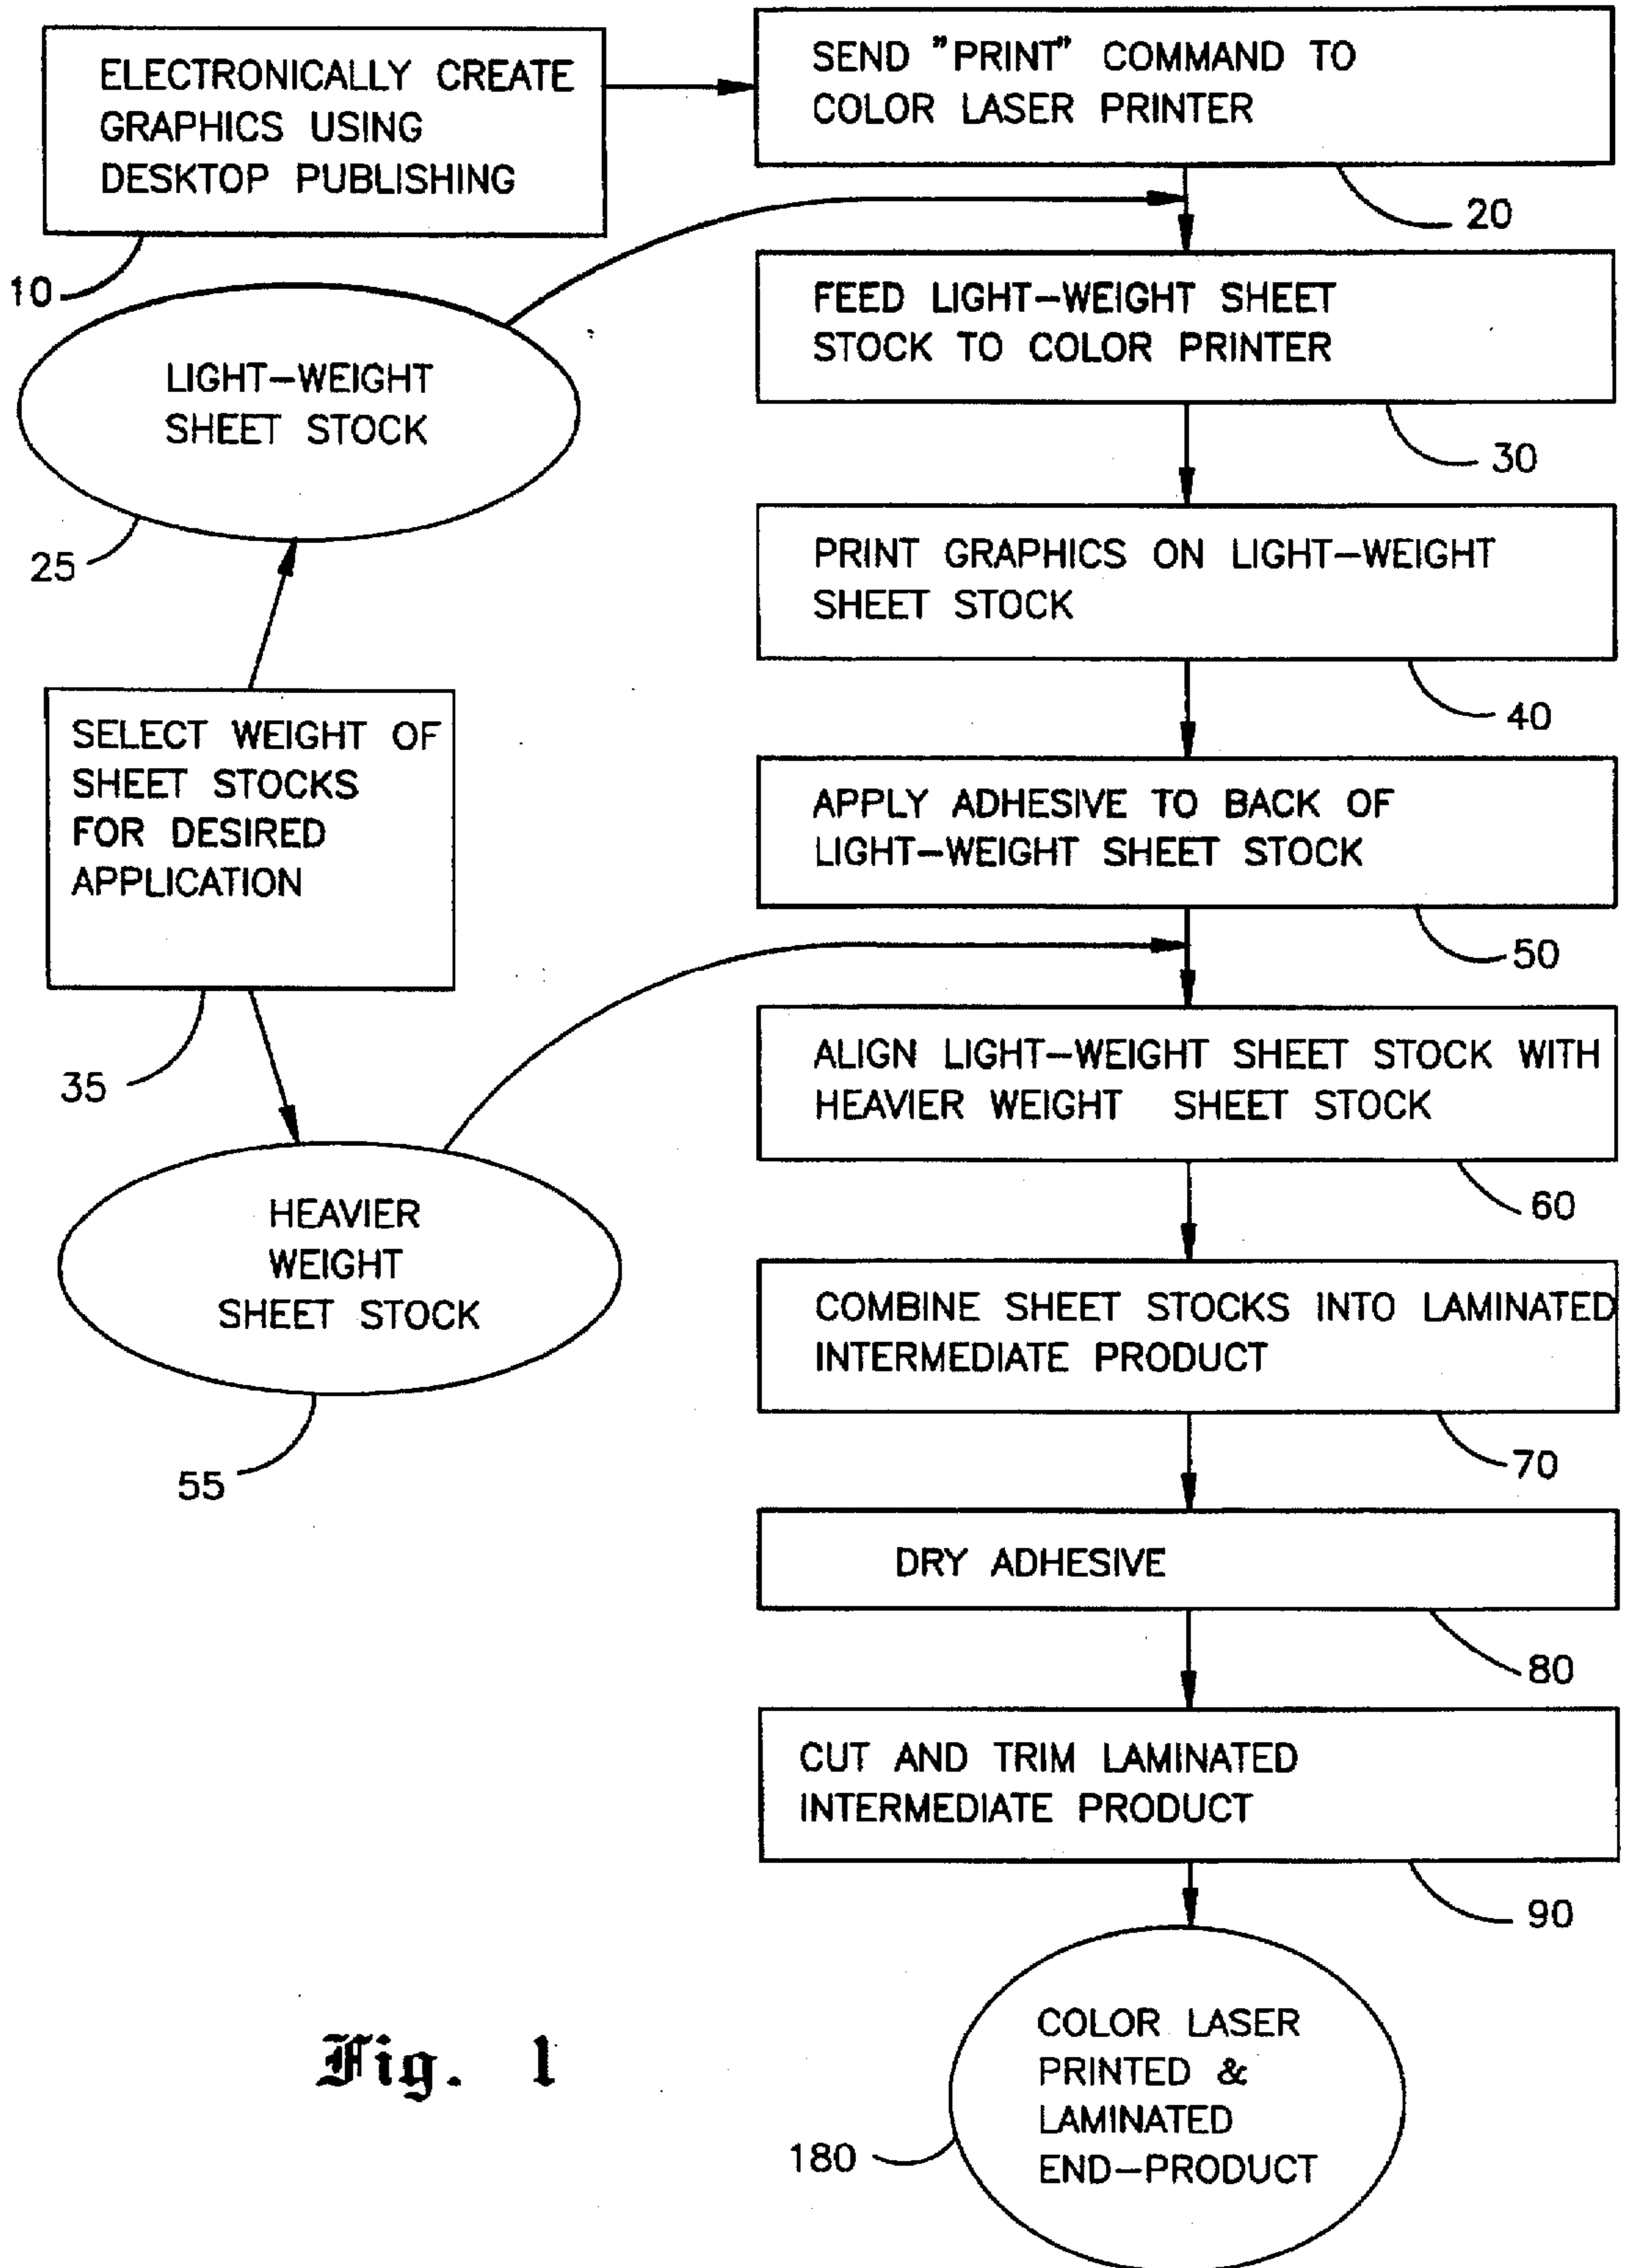 ELECTRONICALLY CREATE
GRAPHICS USING
DESKTOP PUBLISHING
10
SEND "PRINT" COMMAND TO
COLOR LASER PRINTER
20
LIGHT-WEIGHT
SHEET STOCK
25
FEED LIGHT-WEIGHT SHEET
STOCK TO COLOR PRINTER
30
PRINT GRAPHICS ON LIGHT-WEIGHT
SHEET STOCK
40
SELECT WEIGHT OF
SHEET STOCKS
FOR DESIRED
APPLICATION
35
APPLY ADHESIVE TO BACK OF
LIGHT-WEIGHT SHEET STOCK
50
ALIGN LIGHT-WEIGHT SHEET STOCK WITH
HEAVIER WEIGHT SHEET STOCK
60
HEAVIER
WEIGHT
SHEET STOCK
55
COMBINE SHEET STOCKS INTO LAMINATED
INTERMEDIATE PRODUCT
70
DRY ADHESIVE
80
CUT AND TRIM LAMINATED
INTERMEDIATE PRODUCT
90
COLOR LASER
PRINTED &
LAMINATED
END-PRODUCT
180
Fig. 1